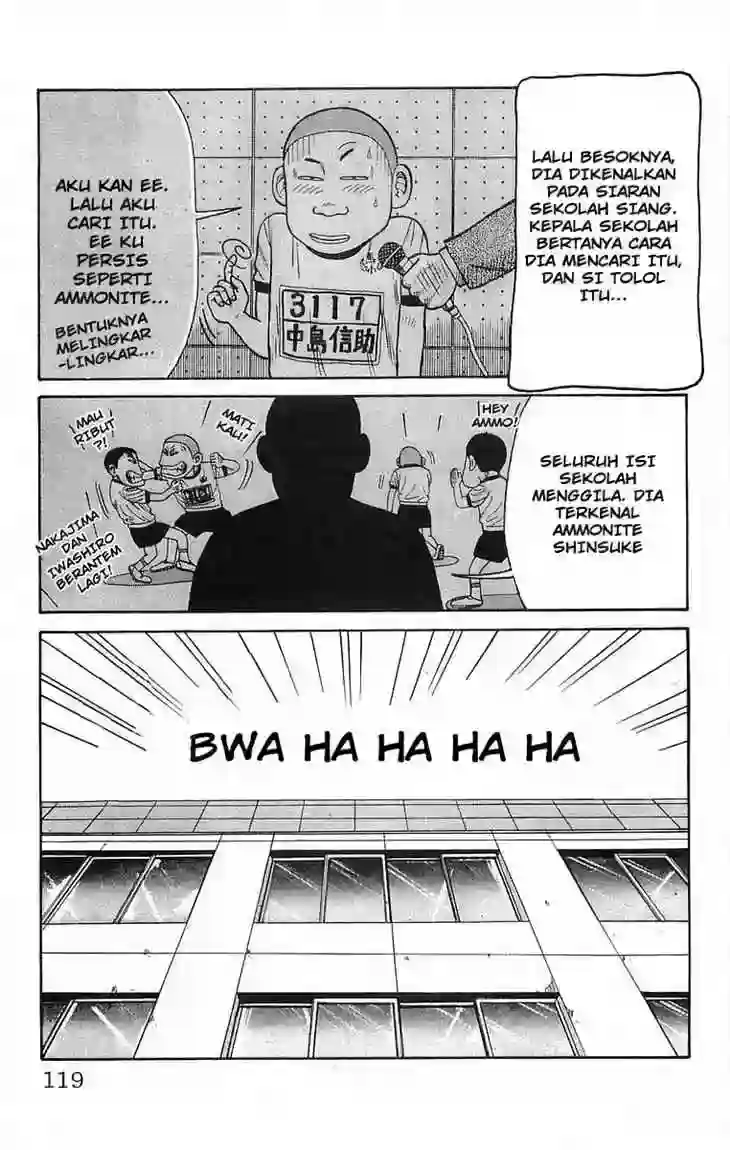 LALU BESOKNYA,
DIA DIKENALKAN
PADA SIARAN
SEKOLAH SIANG.
KEPALA SEKOLAH
BERTANYA CARA
DIA MENCARI ITU,
DAN SI TOLOL
ITU...
AKU KAN EE.
LALU AKU
CARI ITU.
EE KU
PERSIS
SEPERTI
AMMONITE...
BENTUKNYA
MELINGKAR
-LINGKAR...
3117
中島信助
SELURUH ISI
SEKOLAH
MENGGILA. DIA
TERKENAL
AMMONITE
SHINSUKE
HEY
AMMO!
MATI
KAU!
MAU
RIBUT
?!
3117
NAKAJIMA
DAN
IWASHIRO
BERANTEM
LAGI!
BWA HA HA HA HA
119